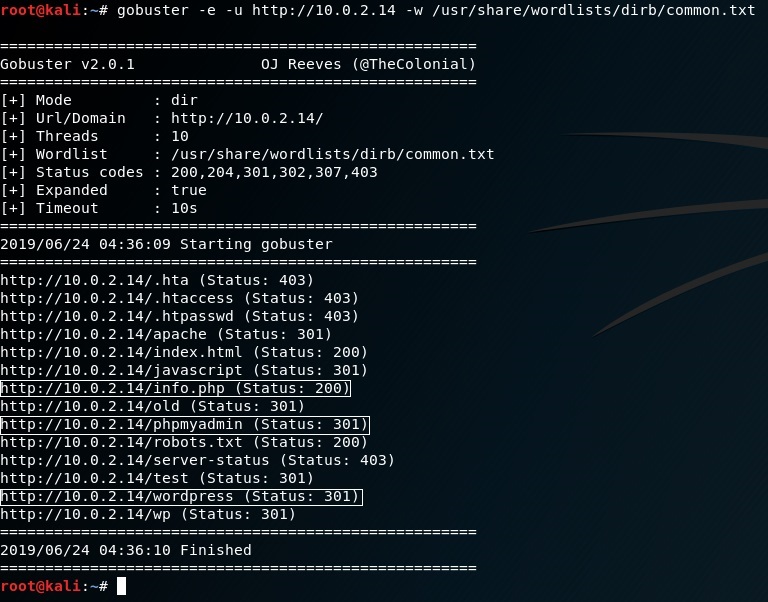 root@kali:~# gobuster -e -u http://10.0.2.14 -w /usr/share/wordlists/dirb/common.txt
=====================================================
Gobuster v2.0.1              OJ Reeves (@TheColonial)
=====================================================
[+] Mode         : dir
[+] Url/Domain   : http://10.0.2.14/
[+] Threads      : 10
[+] Wordlist     : /usr/share/wordlists/dirb/common.txt
[+] Status codes : 200,204,301,302,307,403
[+] Expanded     : true
[+] Timeout      : 10s
=====================================================
2019/06/24 04:36:09 Starting gobuster
=====================================================
http://10.0.2.14/.hta (Status: 403)
http://10.0.2.14/.htaccess (Status: 403)
http://10.0.2.14/.htpasswd (Status: 403)
http://10.0.2.14/apache (Status: 301)
http://10.0.2.14/index.html (Status: 200)
http://10.0.2.14/javascript (Status: 301)
http://10.0.2.14/info.php (Status: 200)
http://10.0.2.14/old (Status: 301)
http://10.0.2.14/phpmyadmin (Status: 301)
http://10.0.2.14/robots.txt (Status: 200)
http://10.0.2.14/server-status (Status: 403)
http://10.0.2.14/test (Status: 301)
http://10.0.2.14/wordpress (Status: 301)
http://10.0.2.14/wp (Status: 301)
=====================================================
2019/06/24 04:36:10 Finished
=====================================================
root@kali:~#